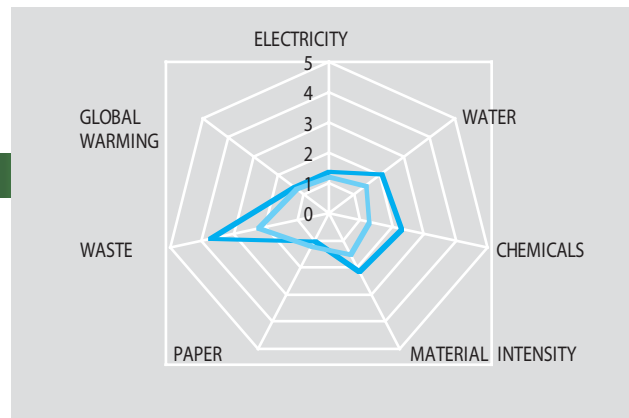 ELECTRICITY
5
4
3
2
1
0
GLOBAL
WARMING
WATER
WASTE
CHEMICALS
PAPER
MATERIAL INTENSITY